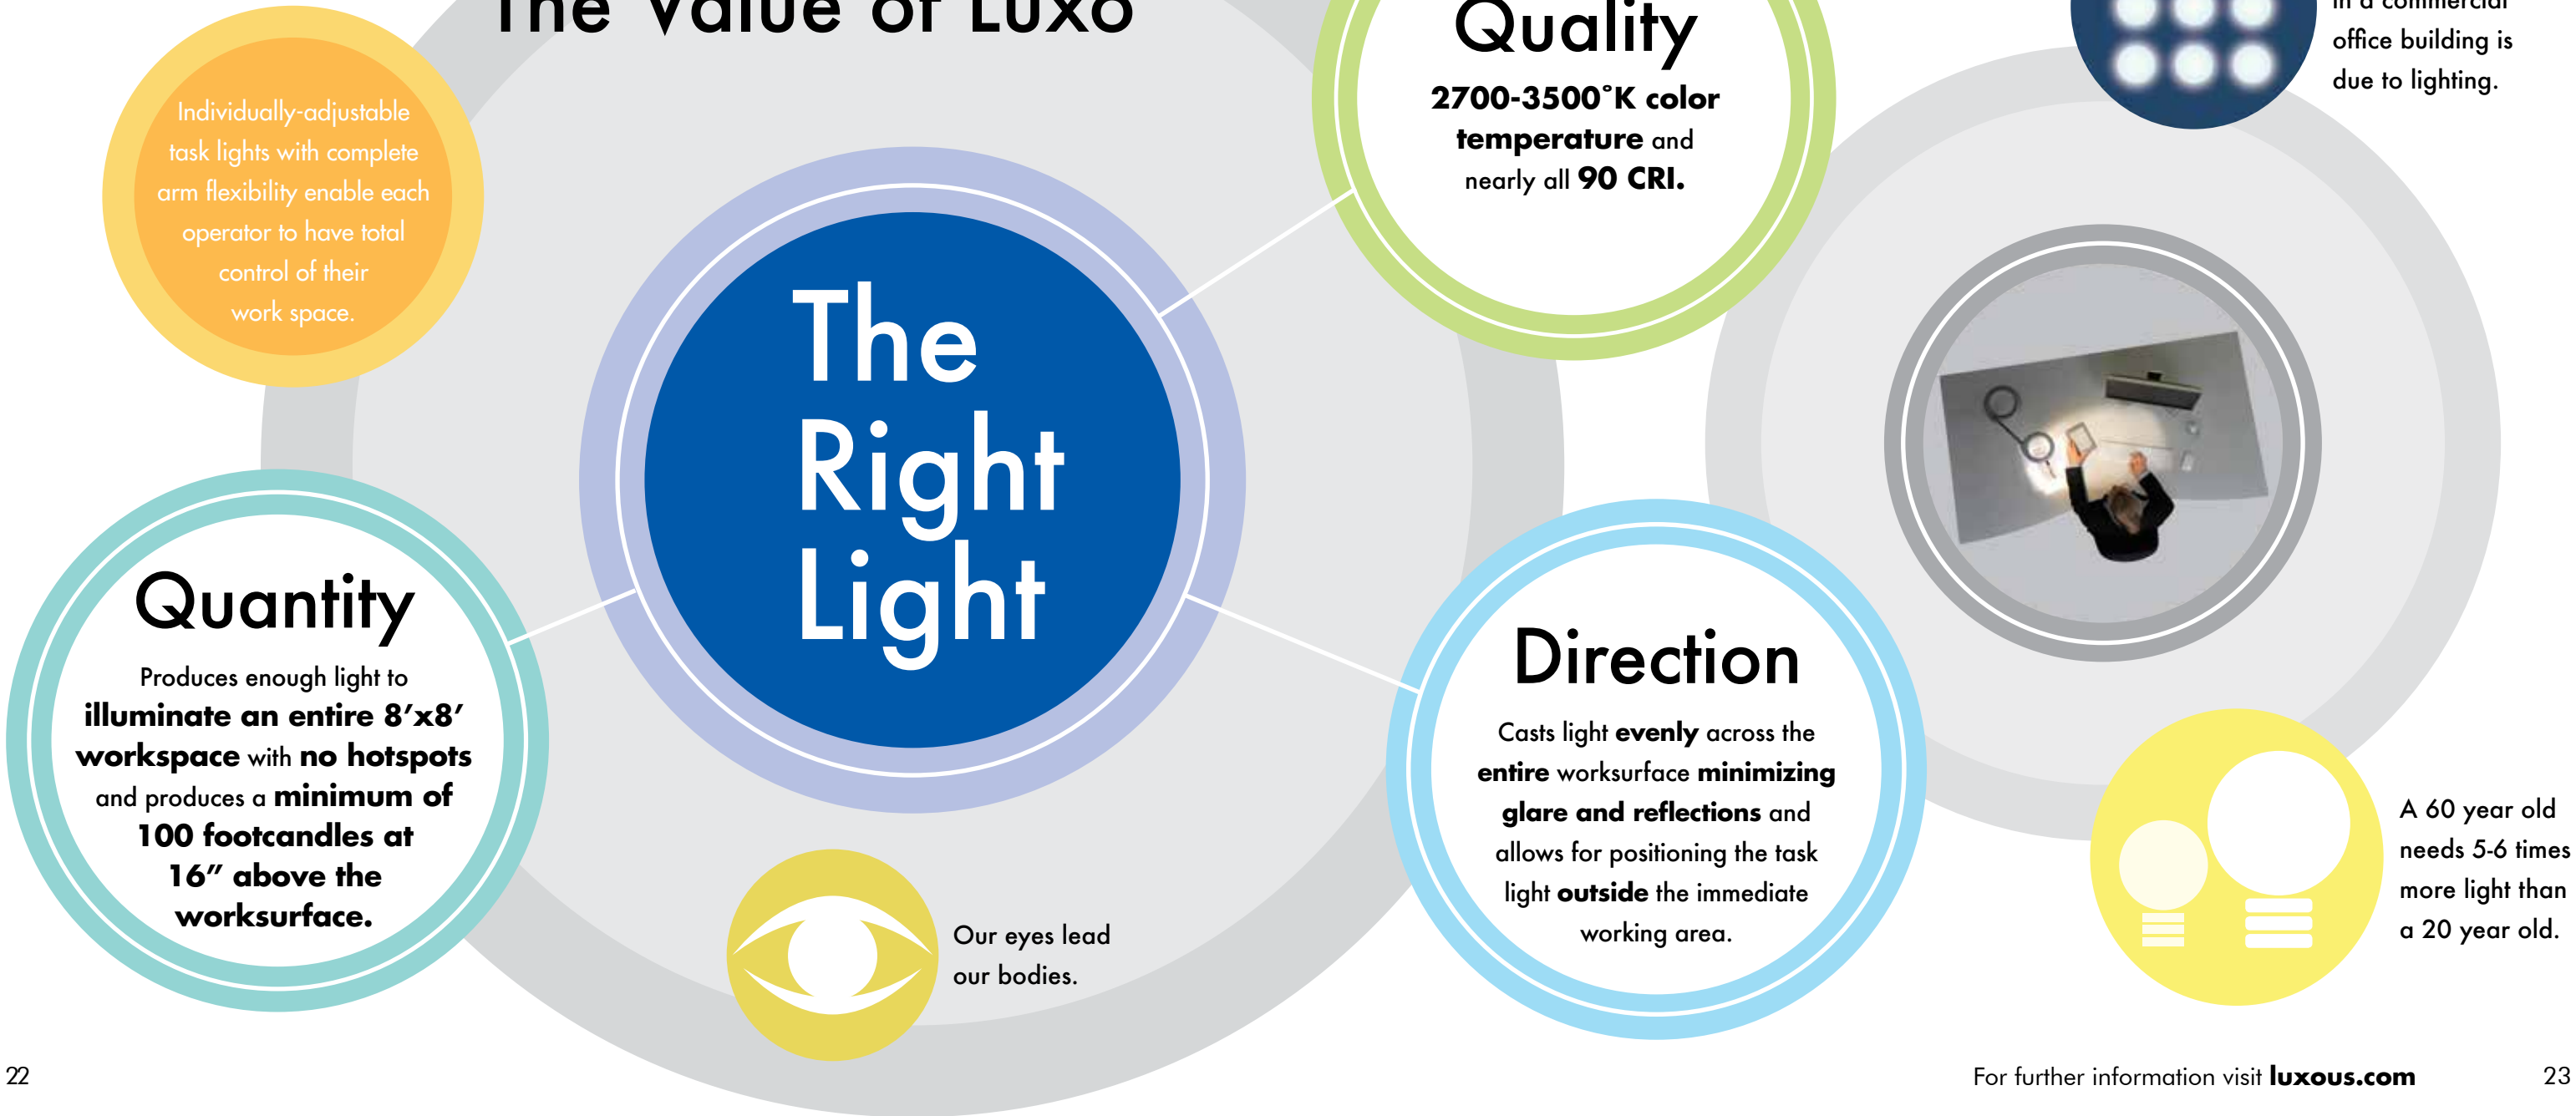 The Value of Luxo
Individually-adjustable
task lights with complete
arm flexibility enable each
operator to have total
control of their
work space.
The
Right
Light
Quantity
Produces enough light to
illuminate an entire 8’x8’
workspace with no hotspots
and produces a minimum of
100 footcandles at
16” above the
worksurface.
Our eyes lead
our bodies.
Quality
2700-3500˚K color
temperature and
nearly all 90 CRI.
Direction
Casts light evenly across the
entire worksurface minimizing
glare and reflections and
allows for positioning the task
light outside the immediate
working area.
in a commercial
office building is
due to lighting.
A 60 year old
needs 5-6 times
more light than
a 20 year old.
22
For further information visit luxous.com
23